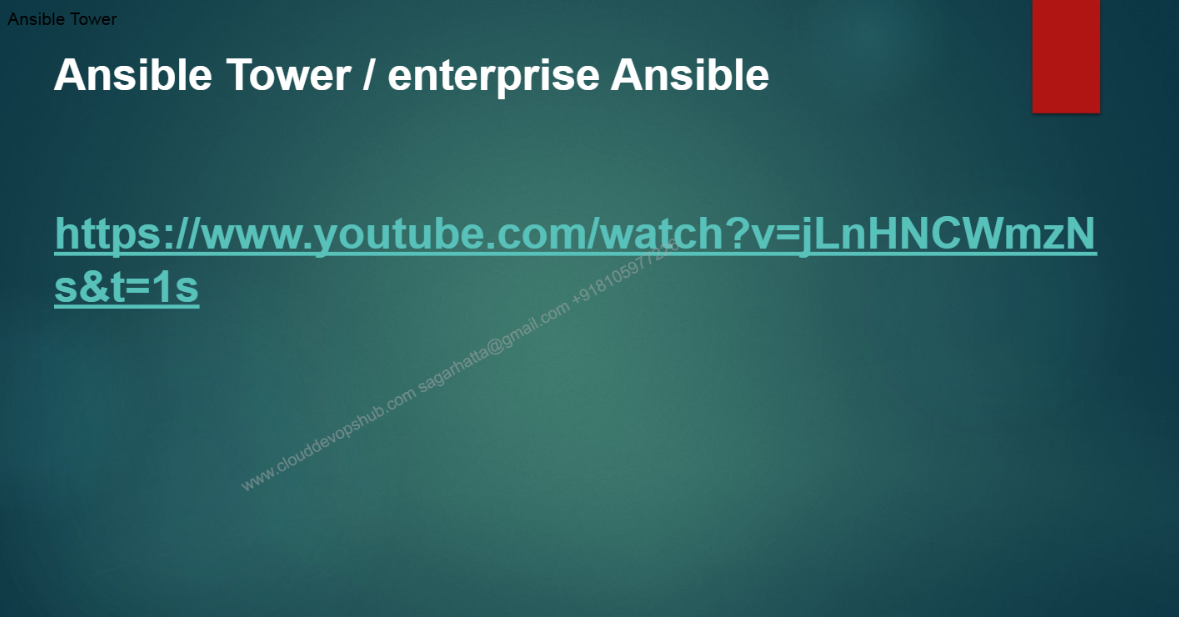 Ansible Tower
Ansible Tower / enterprise Ansible
https://www.youtube.com/watch?v=jLnHNCWmzN
s&t=1s
www.clouddevopshub.com sagarhatta@gmail.com